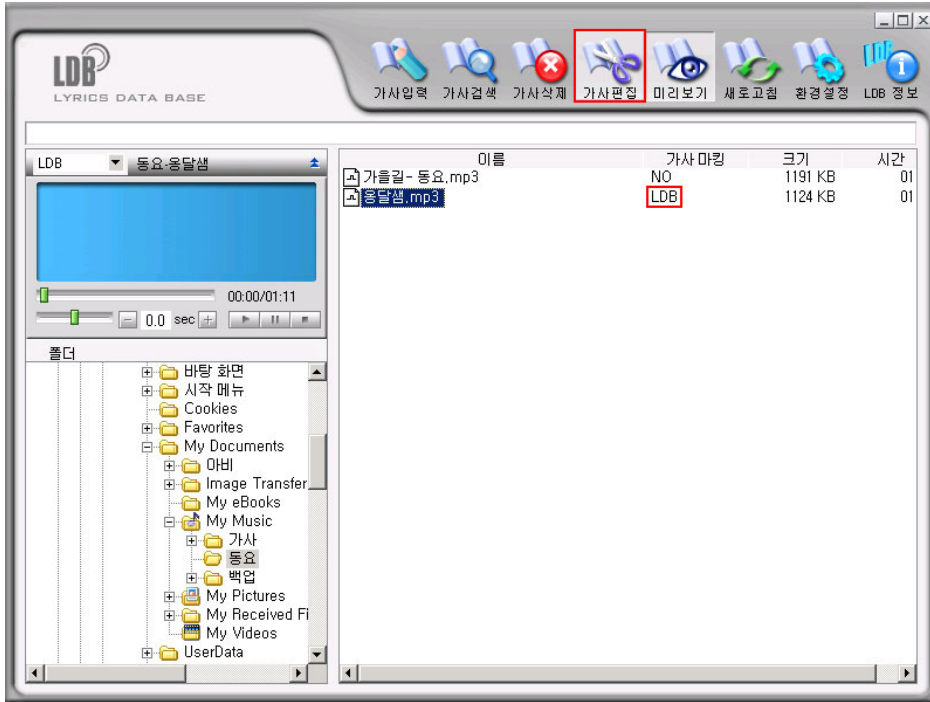 LDB
LYRICS DATA BASE
가사입력 가사검색 가사삭제 가사편집 미리보기 새로고침 환경설정 LDB 정보
LDB 동요-옹달샘
00:00/01:11
0.0 sec
폴더
바탕 화면
시작 메뉴
Cookies
Favorites
My Documents
아비
Image Transfer
My eBooks
My Music
가사
동요
백업
My Pictures
My Received Fi
My Videos
UserData
이름 가사 마킹 크기 시간
가을길- 동요.mp3 NO 1191 KB 01
옹달샘.mp3 LDB 1124 KB 01